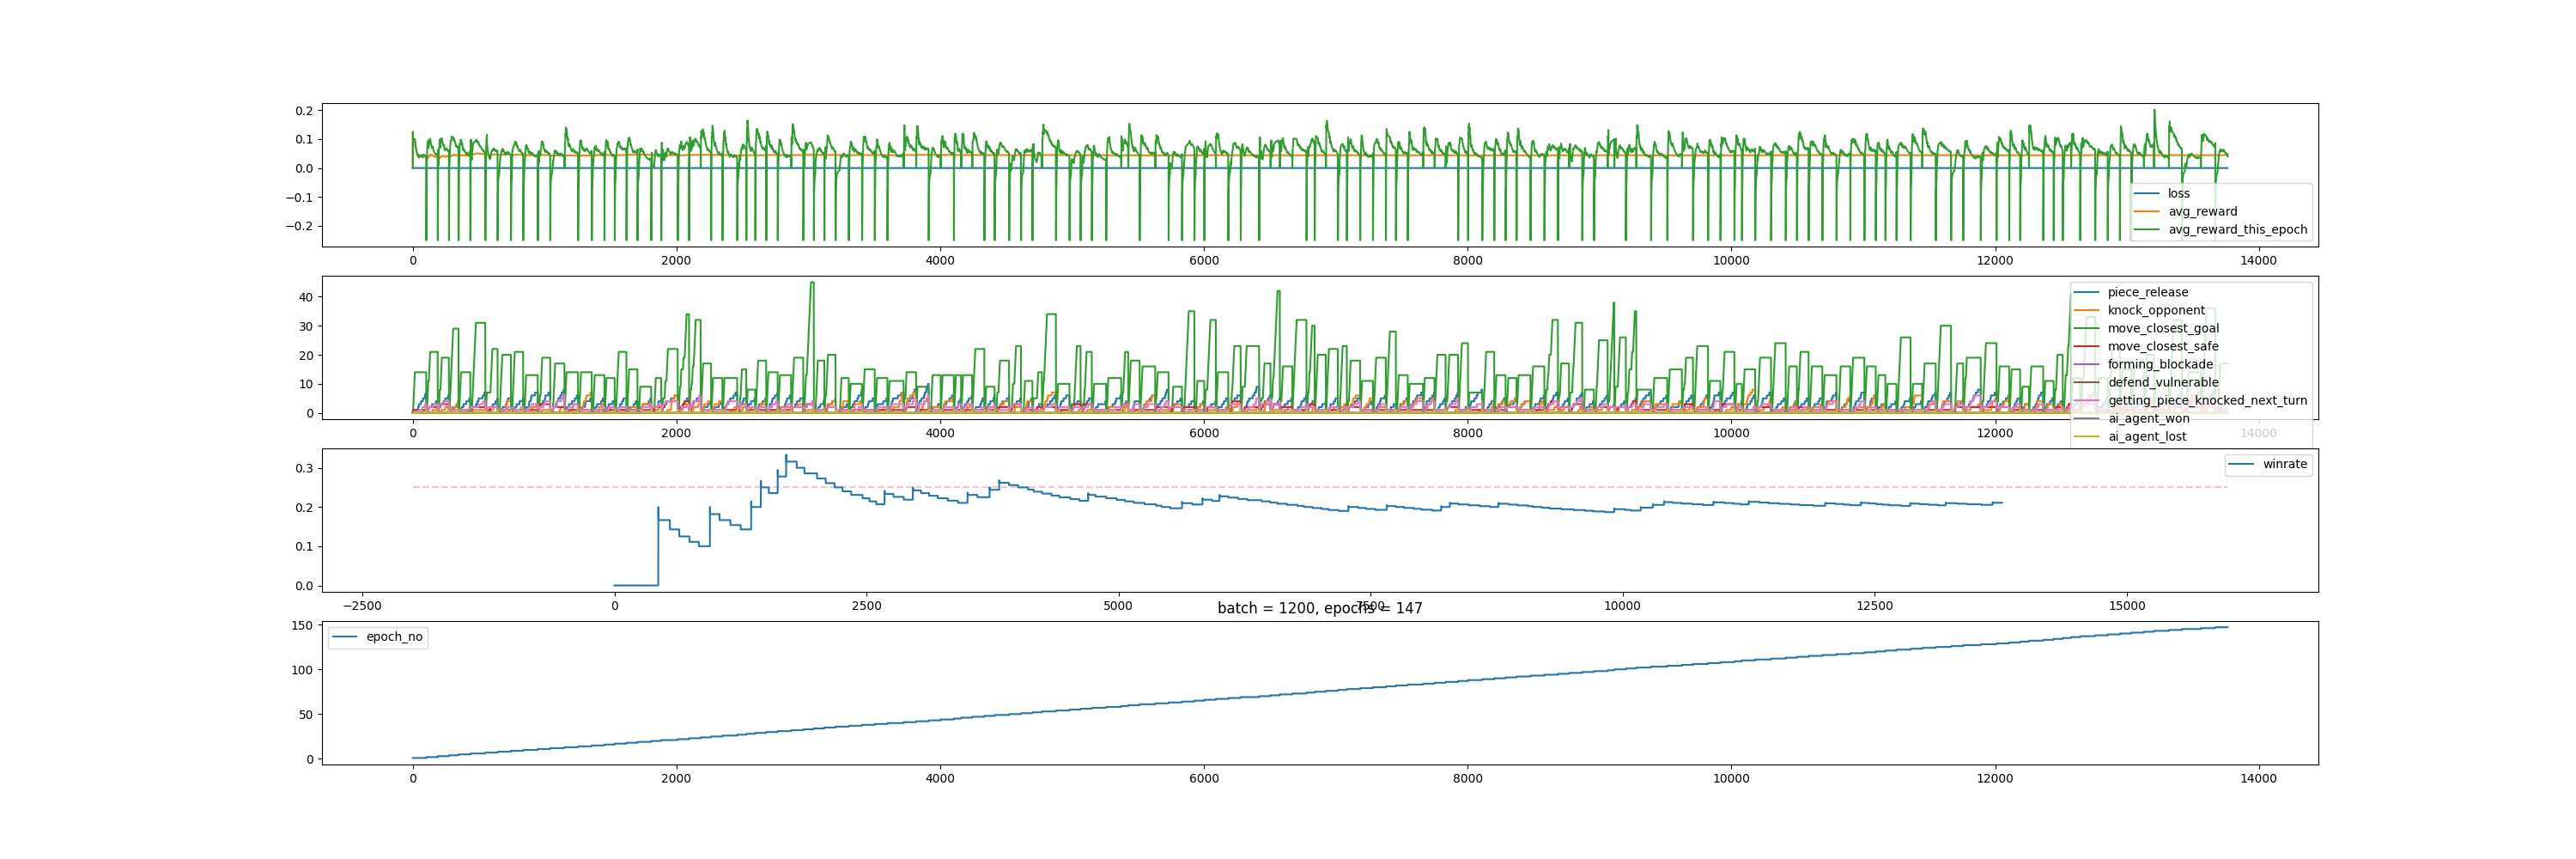 0.2
0.1
0.0
−0.1
−0.2
loss
avg_reward
avg_reward_this_epoch
0 2000 4000 6000 8000 10000 12000 14000
40
30
20
10
0
piece_release
knock_opponent
move_closest_goal
move_closest_safe
forming_blockade
defend_vulnerable
getting_piece_knocked_next_turn
ai_agent_won
ai_agent_lost
0 2000 4000 6000 8000 10000 12000 14000
0.3
0.2
0.1
0.0
winrate
−2500 0 2500 5000 7500 10000 12500 15000
batch = 1200, epochs = 147
150
100
50
0
epoch_no
0 2000 4000 6000 8000 10000 12000 14000